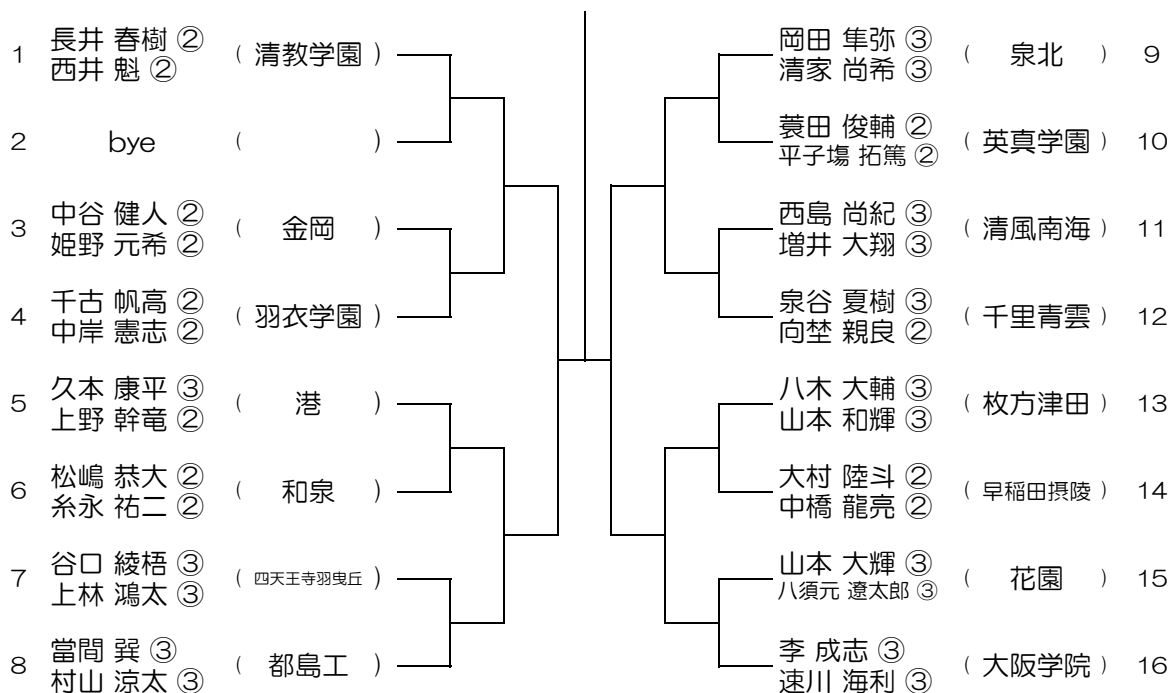 1 長井 春樹 ② ( 清教学園 )
西井 魁 ②
2 bye ( )
3 中谷 健人 ② ( 金岡 )
姫野 元希 ②
4 千古 帆高 ② ( 羽衣学園 )
中岸 憲志 ②
5 久本 康平 ③ ( 港 )
上野 幹竜 ②
6 松嶋 恭大 ② ( 和泉 )
糸永 祐二 ②
7 谷口 綾梧 ③ ( 四天王寺羽曳丘 )
上林 鴻太 ③
8 當間 巽 ③ ( 都島工 )
村山 涼太 ③
岡田 隼弥 ③ ( 泉北 ) 9
清家 尚希 ③
蓑田 俊輔 ② ( 英真学園 ) 10
平子塲 拓篤 ②
西島 尚紀 ③ ( 清風南海 ) 11
増井 大翔 ③
泉谷 夏樹 ③ ( 千里青雲 ) 12
向埜 親良 ②
八木 大輔 ③ ( 枚方津田 ) 13
山本 和輝 ③
大村 陸斗 ② ( 早稲田摂陵 ) 14
中橋 龍亮 ②
山本 大輝 ③ ( 花園 ) 15
八須元 遼太郎 ③
李 成志 ③ ( 大阪学院 ) 16
速川 海利 ③